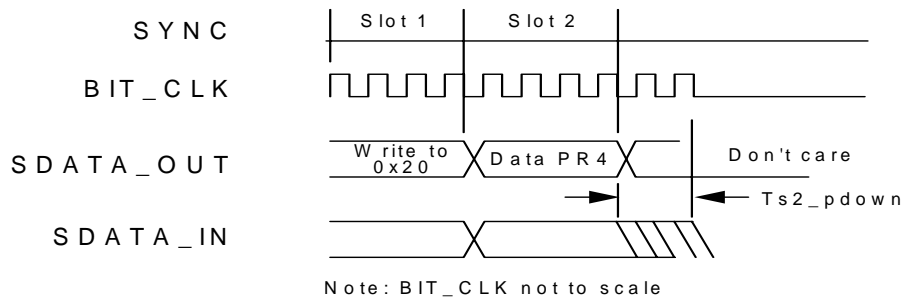 Slot 1 Slot 2
SYNC
BIT_CLK
SDATA_OUT
Write to
0x20
Data PR4
Don't care
Ts2_pdown
SDATA_IN
Note: BIT_CLK not to scale